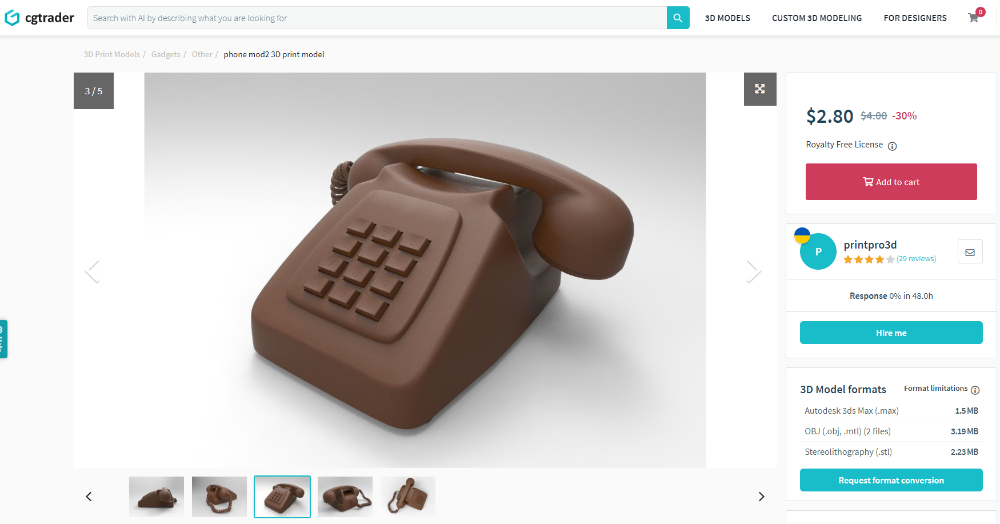 cgtrader
Search with AI by describing what you are looking for
3D MODELS
CUSTOM 3D MODELING
FOR DESIGNERS
0
3D Print Models / Gadgets / Other / phone mod2 3D print model
3 / 5
$2.80 $4.00 -30%
Royalty Free License
Add to cart
P
printpro3d
(29 reviews)
Response 0% in 48.0h
Hire me
3D Model formats
Format limitations
Autodesk 3ds Max (.max) 1.5 MB
OBJ (.obj, .mtl) (2 files) 3.19 MB
Stereolithography (.stl) 2.23 MB
Request format conversion